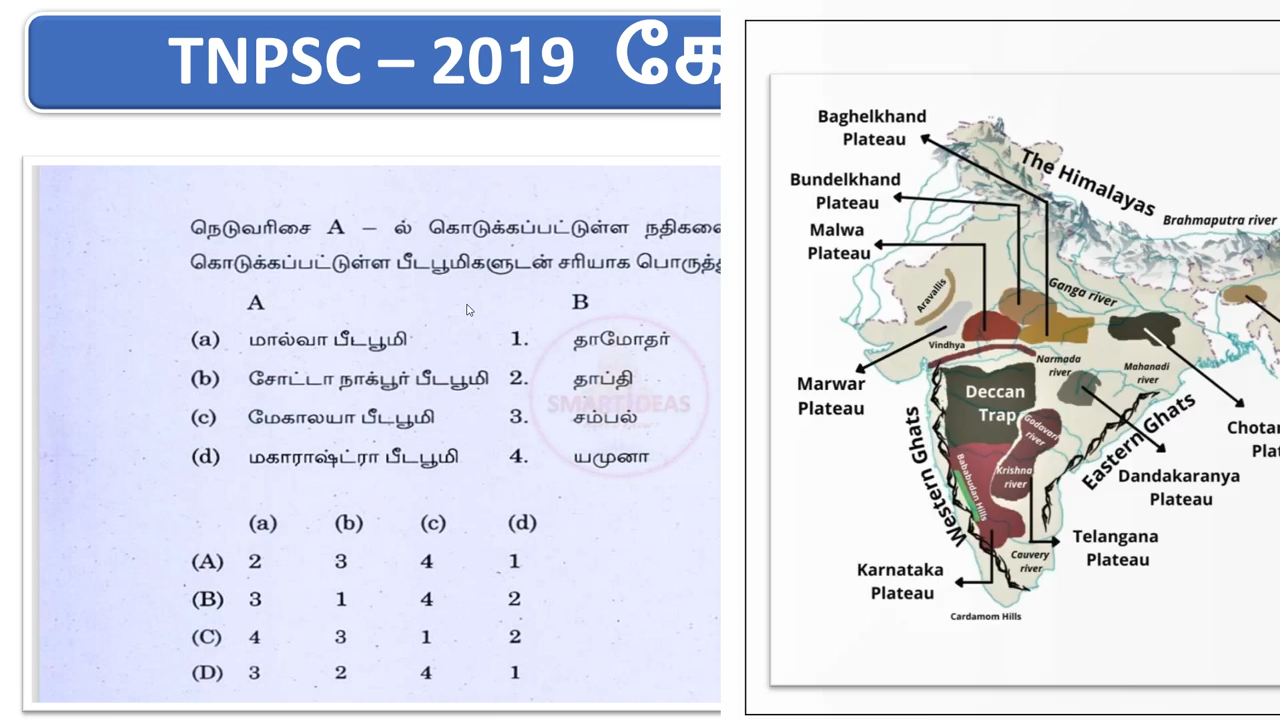 TNPSC – 2019
நெடுவரிசை A – ல் கொடுக்கப்பட்டுள்ள
கொடுக்கப்பட்டுள்ள பீடபூமிகளுடன் சரியாக
A B
(a) மால்வா பீடபூமி 1. தாமோதர்
(b) சோட்டா நாக்பூர் பீடபூமி 2. தாப்தி
(c) மேகாலயா பீடபூமி 3. சம்பல்
(d) மகாராஷ்ட்ரா பீடபூமி 4. யமுனா
SMART IDEAS
(a) (b) (c) (d)
(A) 2 3 4 1
(B) 3 1 4 2
(C) 4 3 1 2
(D) 3 2 4 1
Baghelkhand
Plateau
The Himalayas
Bundelkhand
Plateau
Brahmaputra river
Malwa
Plateau
Aravallis
Ganga river
Vindhya
Narmada
river
Mahanadi
river
Marwar
Plateau
Deccan
Trap
Godavari
river
Western Ghats
Eastern Ghats
Bababudan Hills
Krishna
river
Dandakaranya
Plateau
Telangana
Plateau
Cauvery
river
Karnataka
Plateau
Cardamom Hills